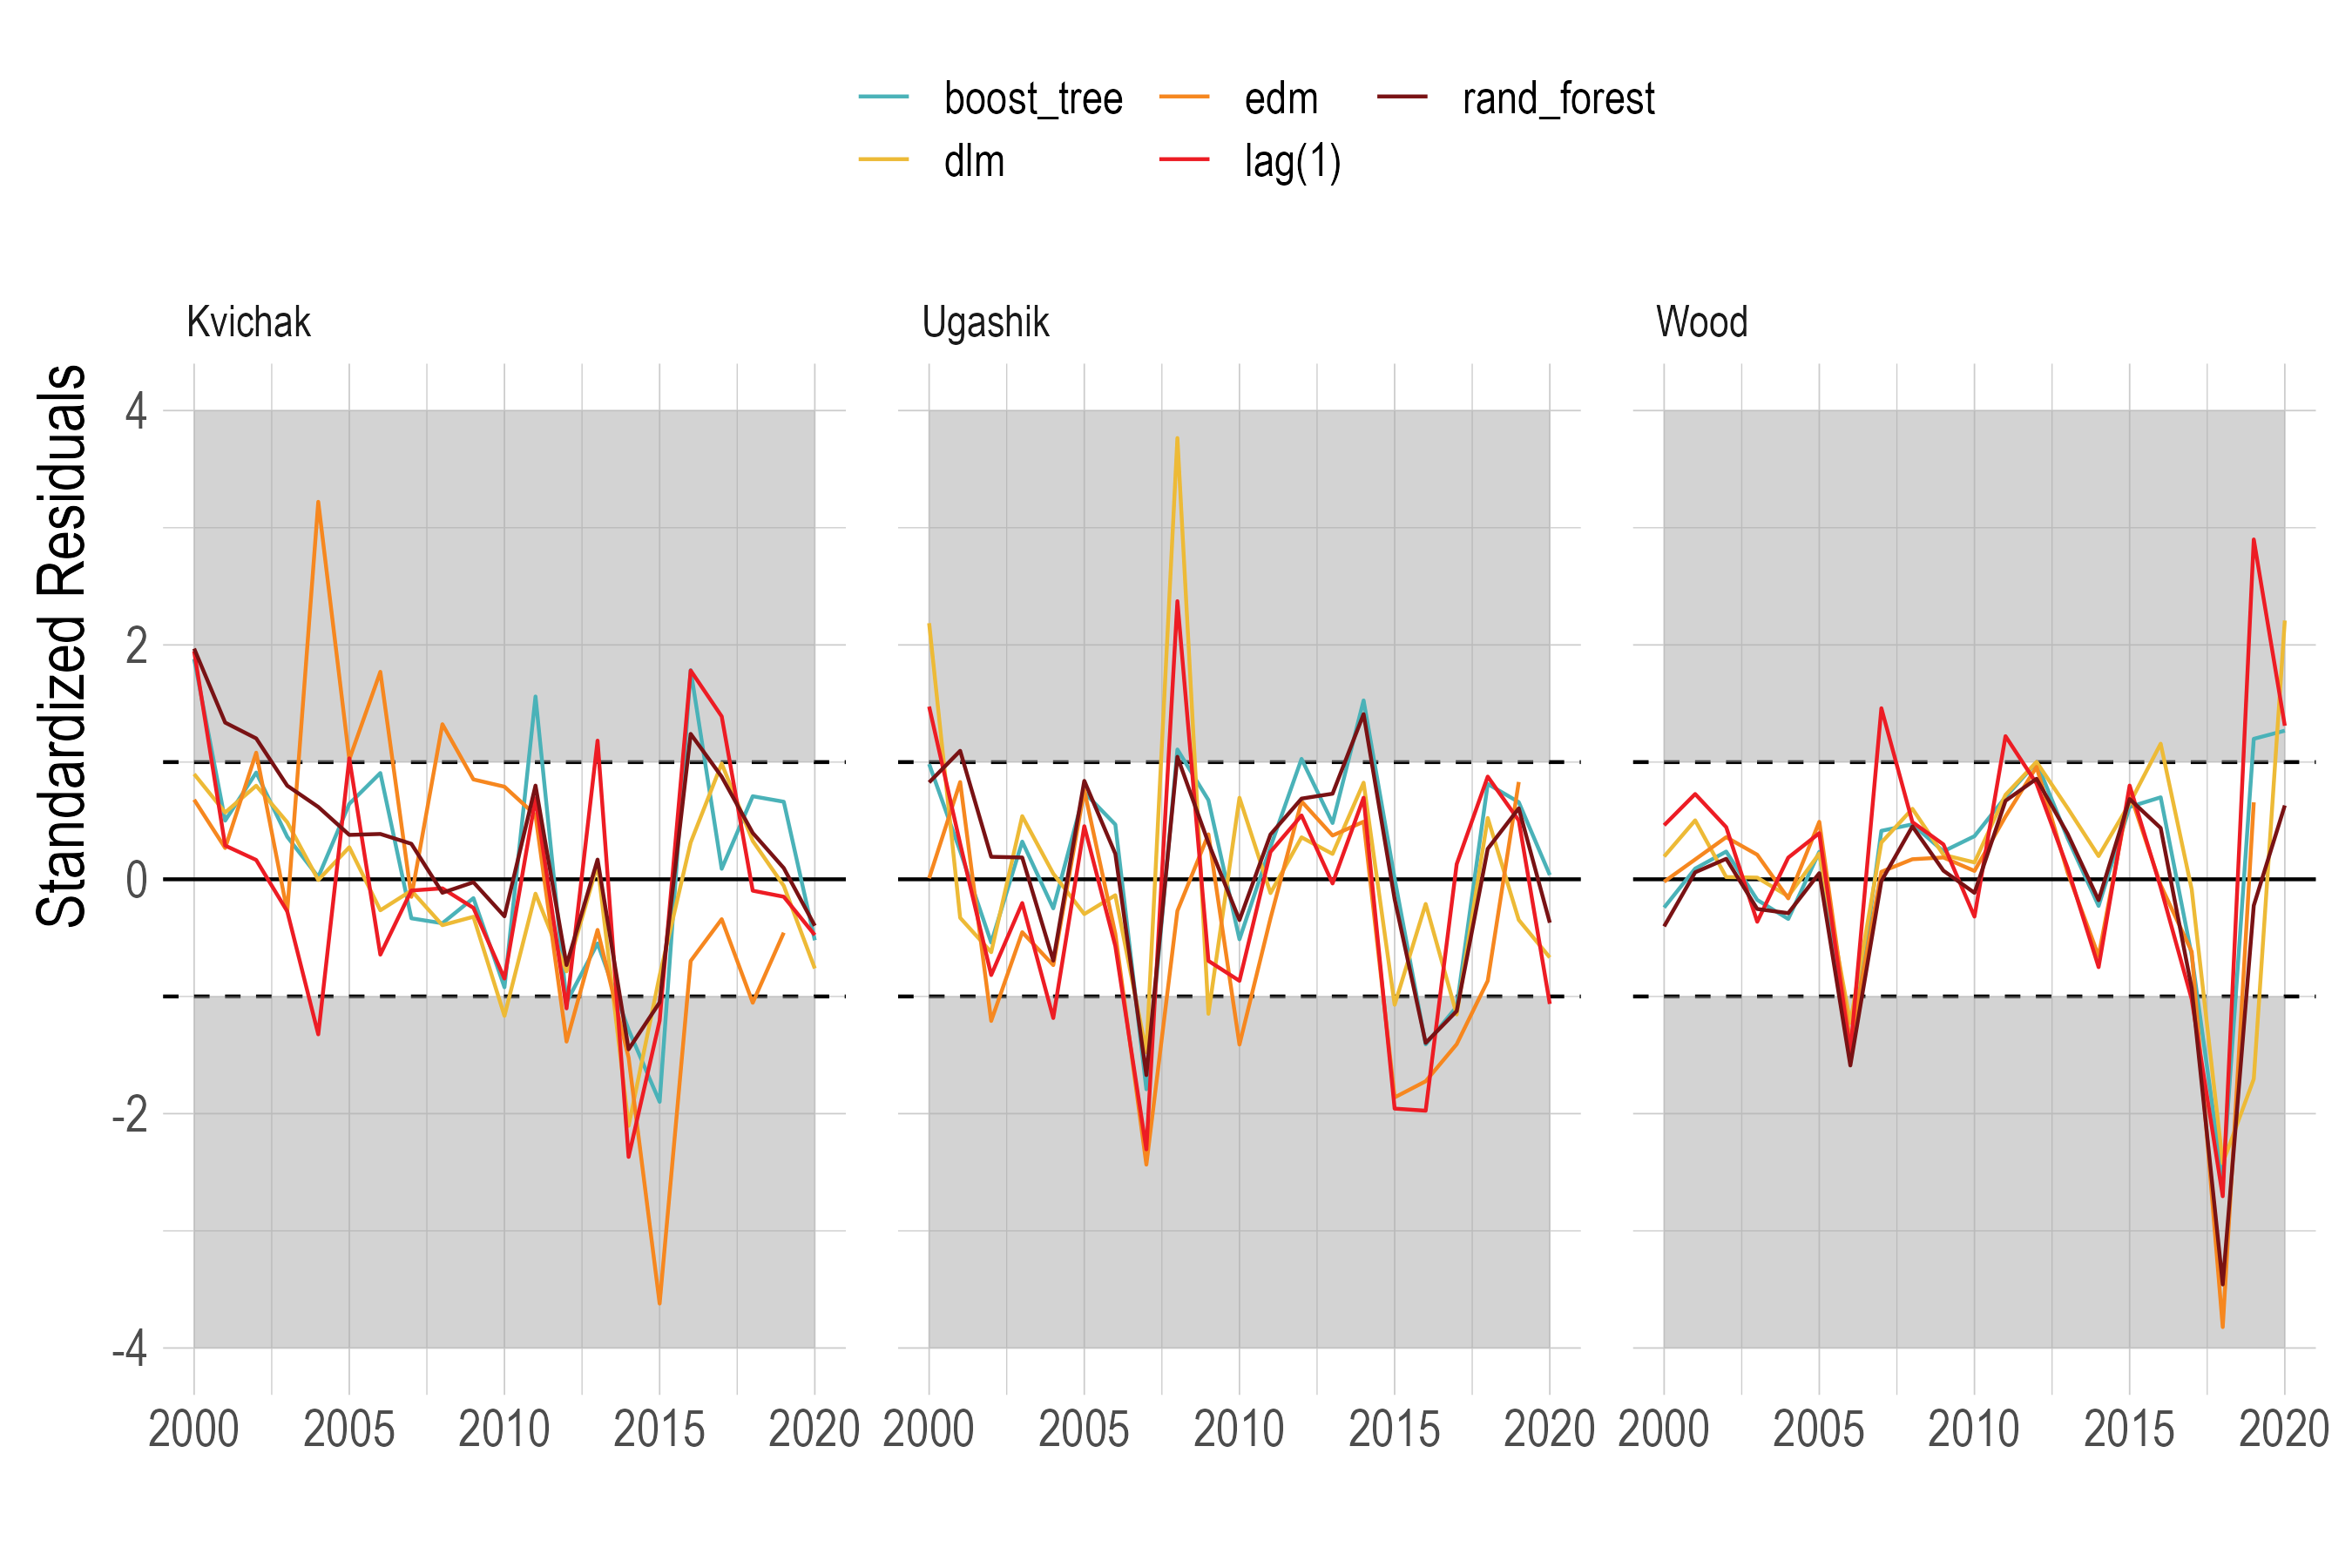 boost_tree edm rand_forest
dlm lag(1)
Kvichak Ugashik Wood
Standardized Residuals
4
2
0
-2
-4
2000 2005 2010 2015 2020 2000 2005 2010 2015 2020 2000 2005 2010 2015 2020